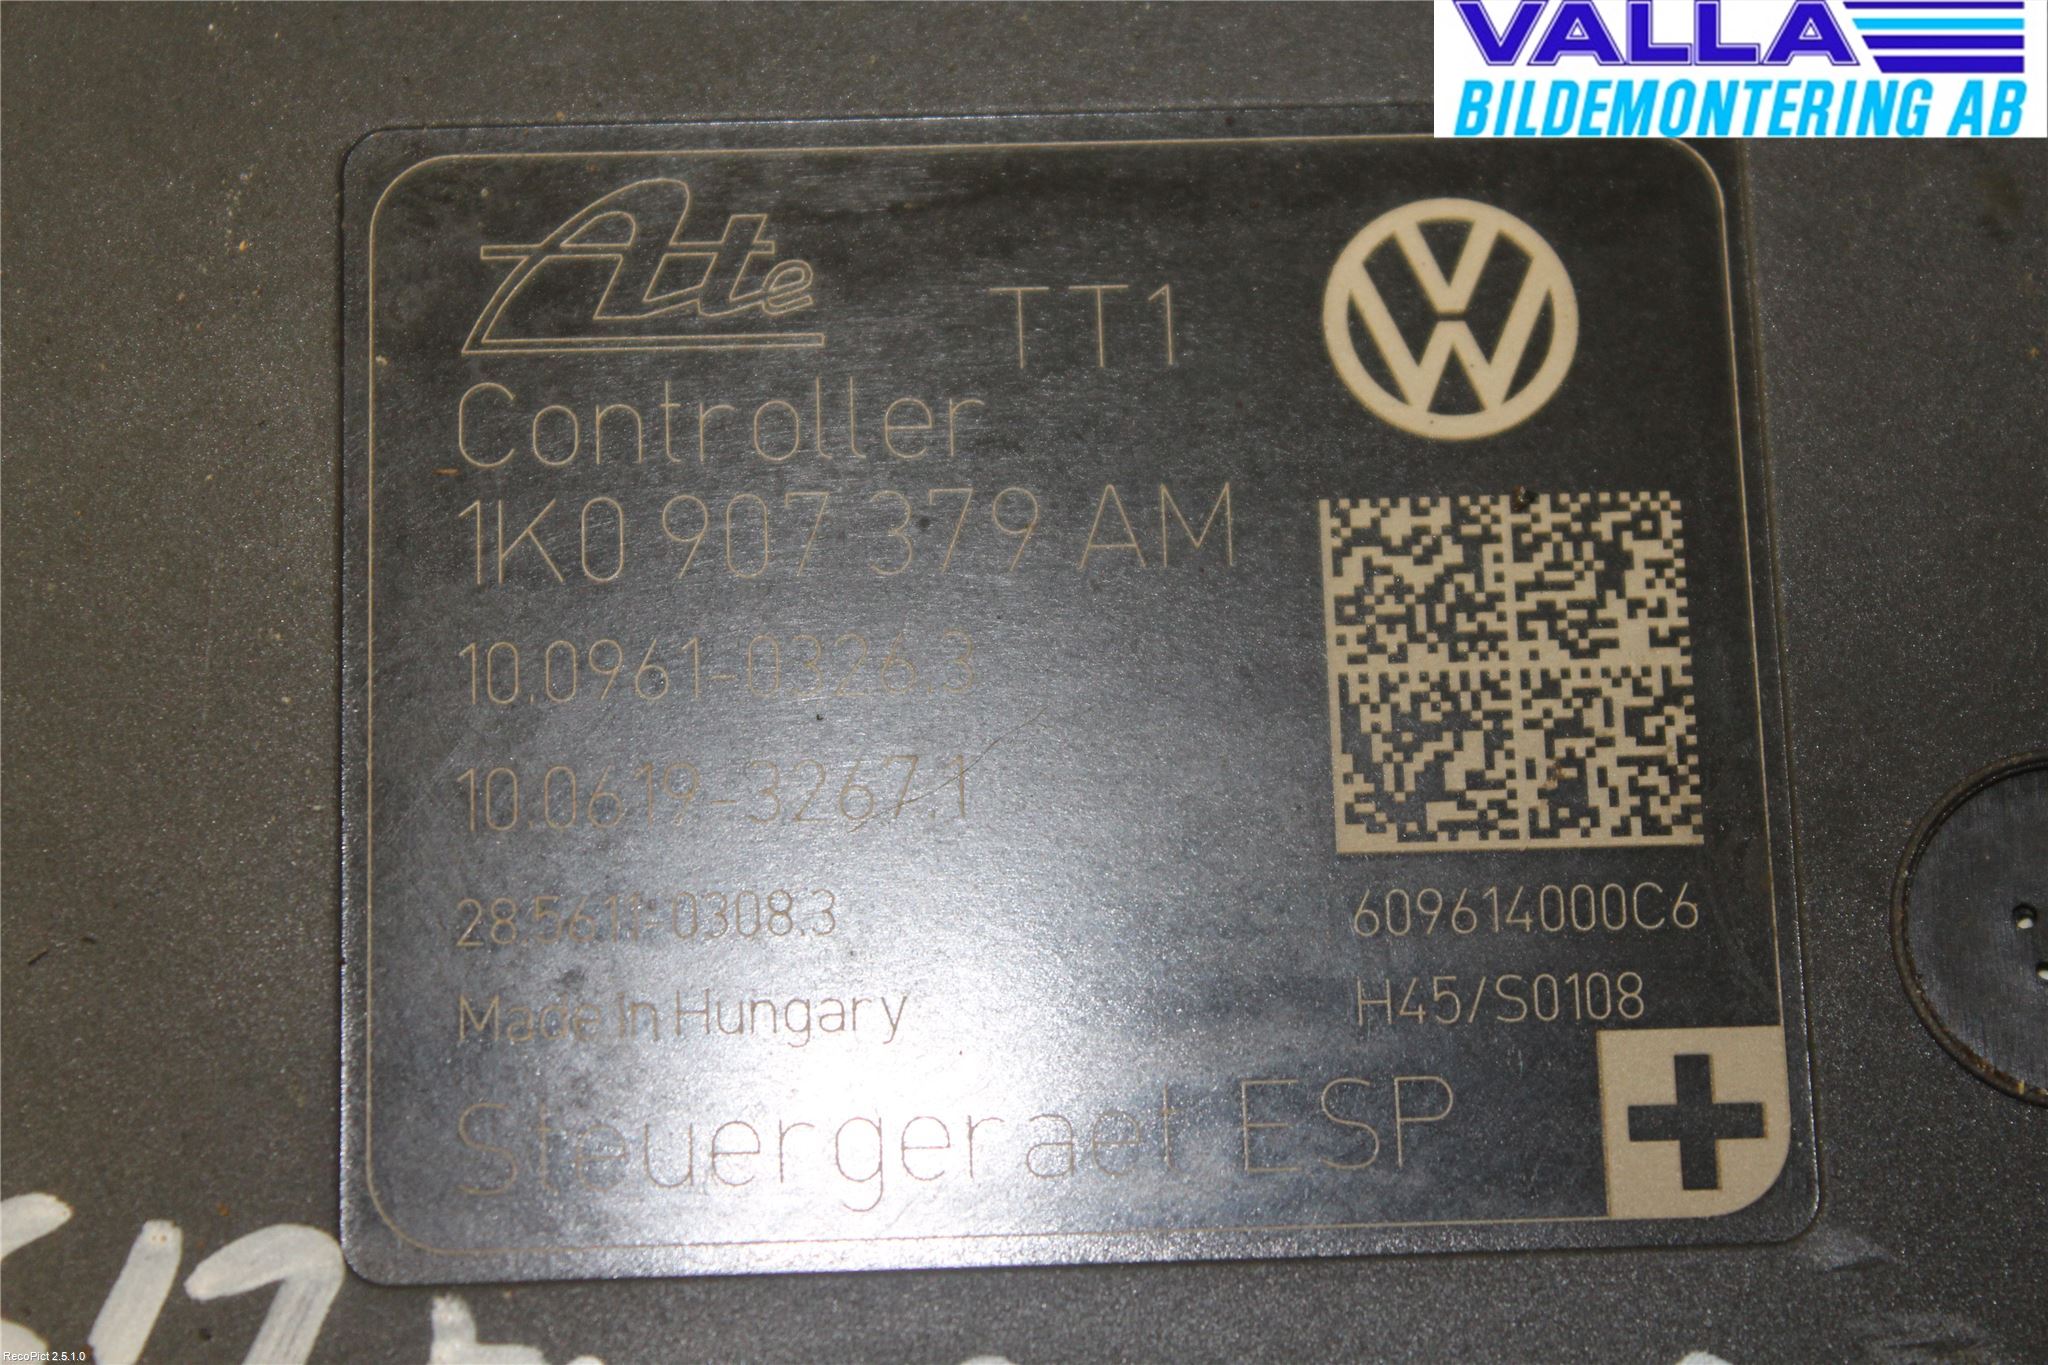 VALLA
BILDEMONTERING AB
Ate TT1
Controller
1K0 907 379 AM
10.0961-0326.3
10.0619-3267.1
28.5611-0308.3
609614000C6
Made in Hungary
H45/S0108
Steuergeraet ESP
RecoPict 2.5.1.0